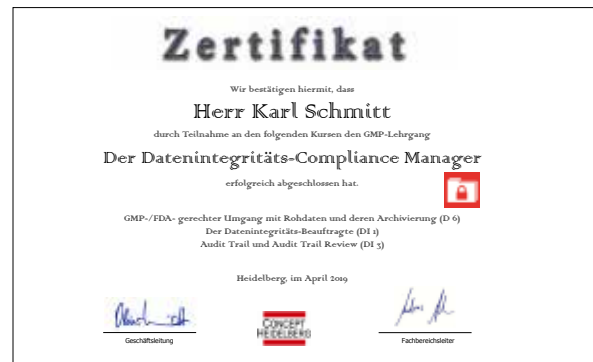 Zertifikat
Wir bestätigen hiermit, dass
Herr Karl Schmitt
durch Teilnahme an den folgenden Kursen den GMP-Lehrgang
Der Datenintegritäts-Compliance Manager
erfolgreich abgeschlossen hat.
GMP-/FDA- gerechter Umgang mit Rohdaten und deren Archivierung (D 6)
Der Datenintegritäts-Beauftragte (DI 1)
Audit Trail und Audit Trail Review (DI 3)
Heidelberg, im April 2019
CONCEPT
HEIDELBERG
Geschäftsleitung
Fachbereichsleiter